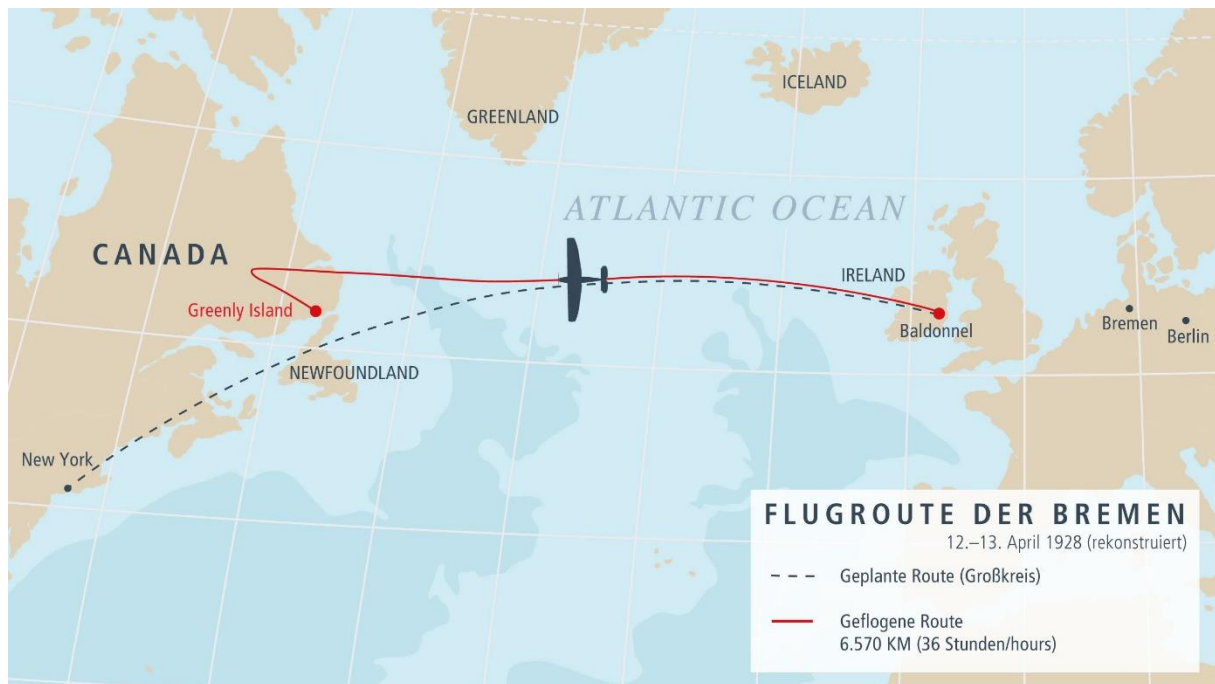 ICELAND
GREENLAND
ATLANTIC OCEAN
CANADA
IRELAND
Greenly Island
Baldonnel
Bremen
Berlin
NEWFOUNDLAND
New York
FLUGROUTE DER BREMEN
12.–13. April 1928 (rekonstruiert)
Geplante Route (Großkreis)
Geflogene Route
6.570 KM (36 Stunden/hours)